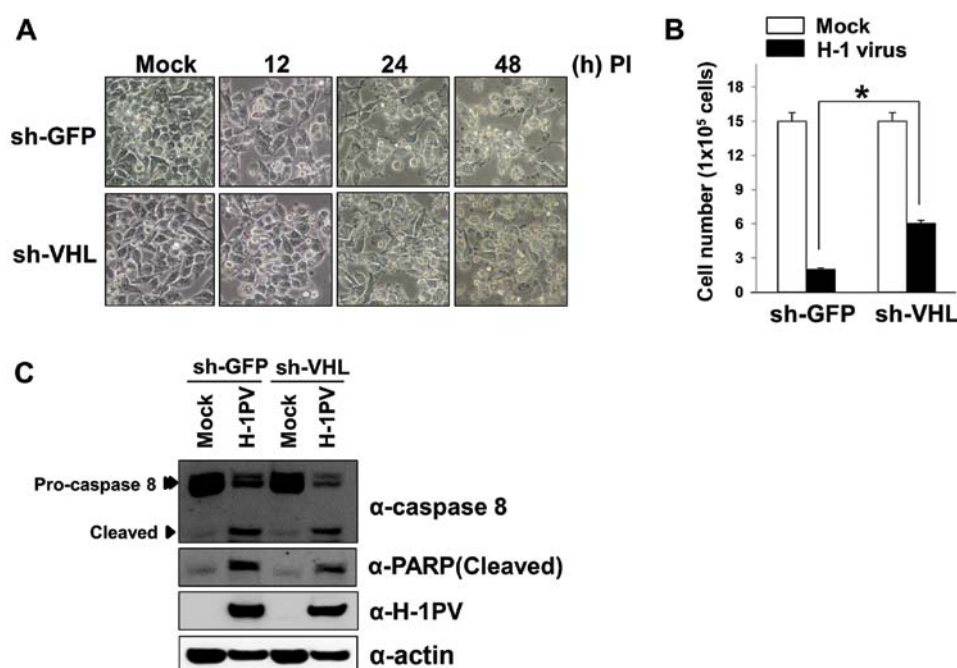 A
Mock 12 24 48 (h) PI
sh-GFP
sh-VHL
B
Mock
H-1 virus
*
Cell number (1x10⁵ cells)
18
15
12
9
6
3
0
sh-GFP sh-VHL
C
sh-GFP sh-VHL
Mock H-1PV Mock H-1PV
Pro-caspase 8
Cleaved
α-caspase 8
α-PARP(Cleaved)
α-H-1PV
α-actin